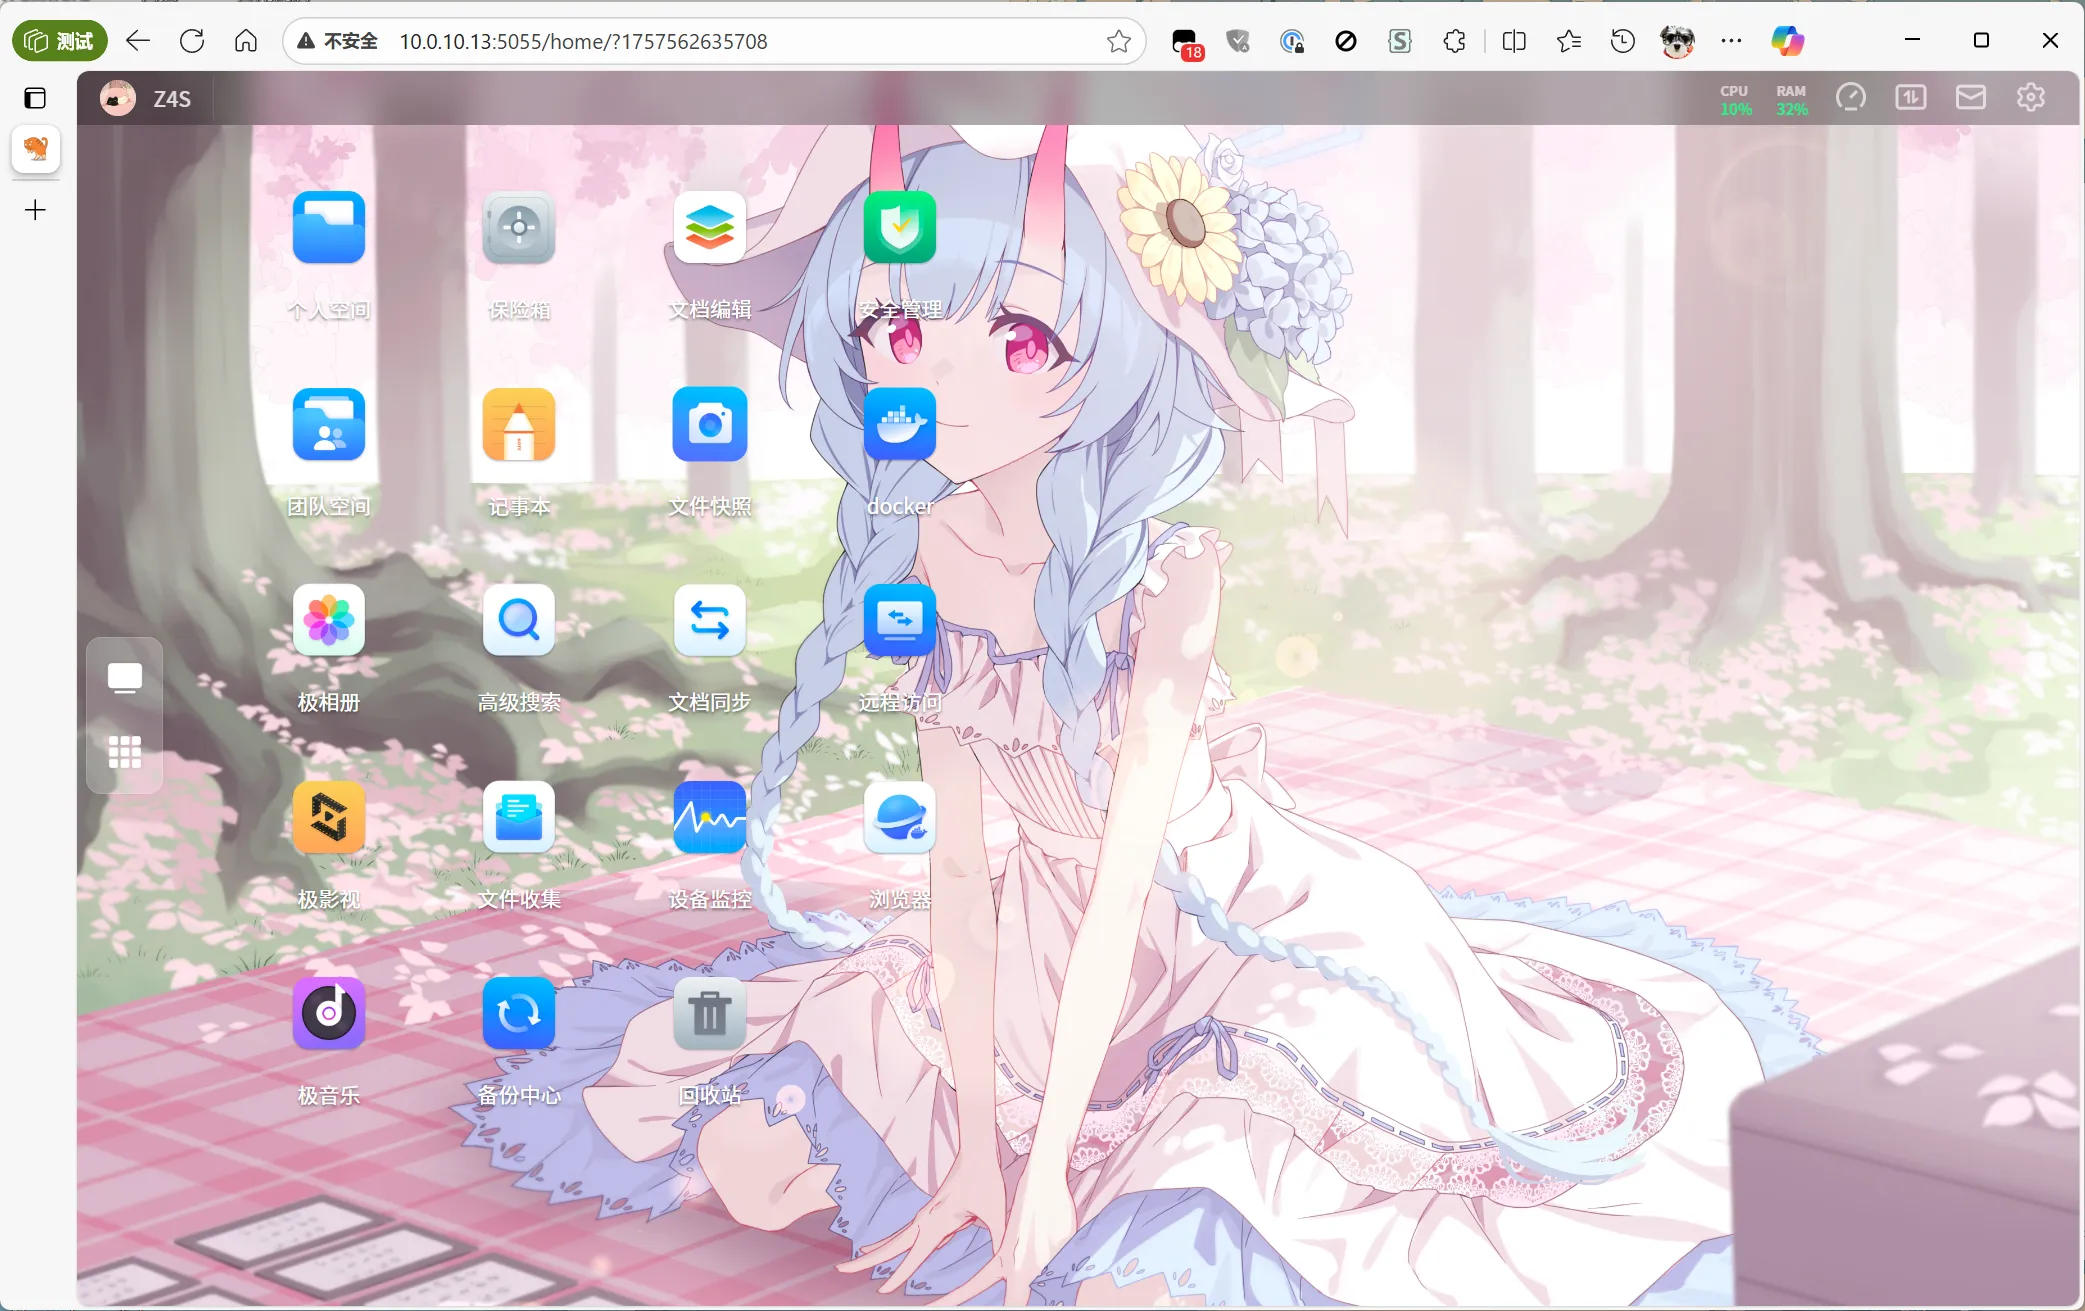 测试
不安全 10.0.10.13:5055/home/?1757562635708
18
Z4S
CPU
10%
RAM
32%
个人空间
保险箱
文档编辑
安全管理
团队空间
记事本
文件快照
docker
极相册
高级搜索
文档同步
远程访问
极影视
文件收集
设备监控
浏览器
极音乐
备份中心
回收站